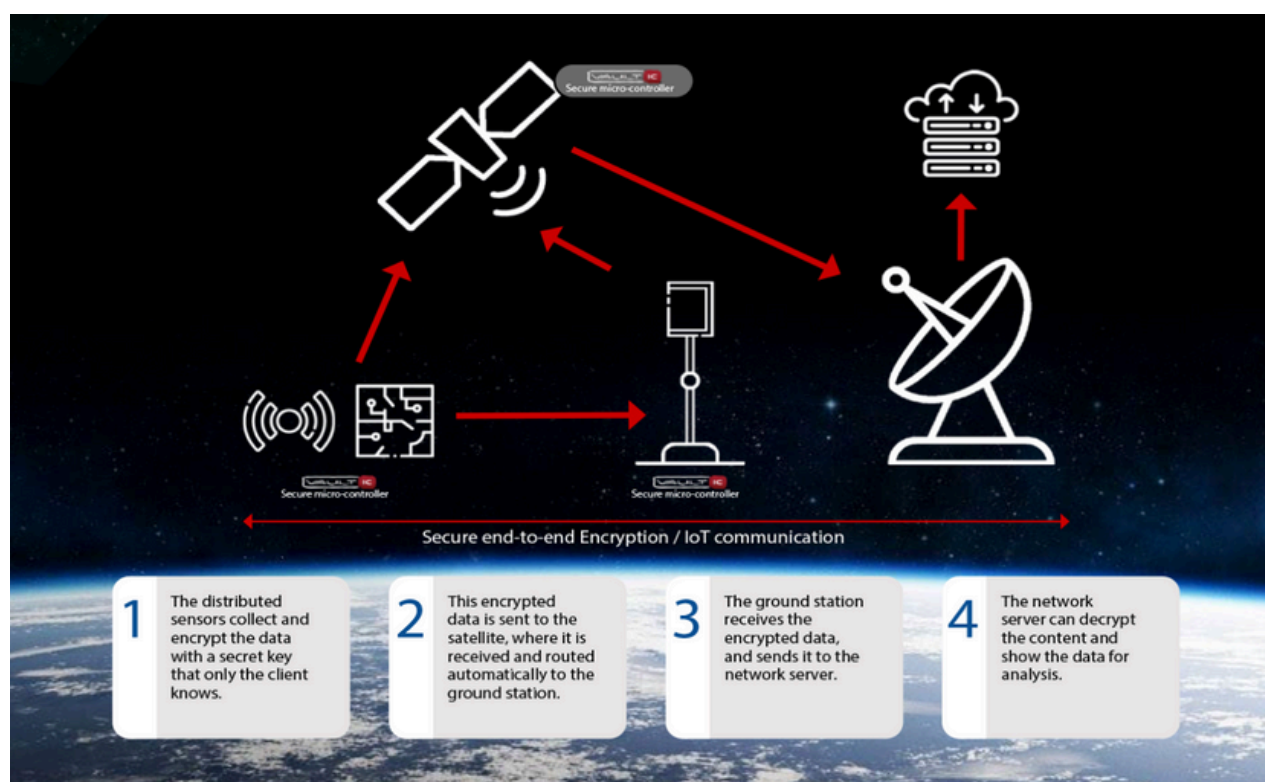 VAULT IC
Secure micro-controller
VAULT IC
Secure micro-controller
VAULT IC
Secure micro-controller
Secure end-to-end Encryption / IoT communication
1
The distributed
sensors collect and
encrypt the data
with a secret key
that only the client
knows.
2
This encrypted
data is sent to the
satellite, where it is
received and routed
automatically to the
ground station.
3
The ground station
receives the
encrypted data,
and sends it to the
network server.
4
The network
server can decrypt
the content and
show the data for
analysis.